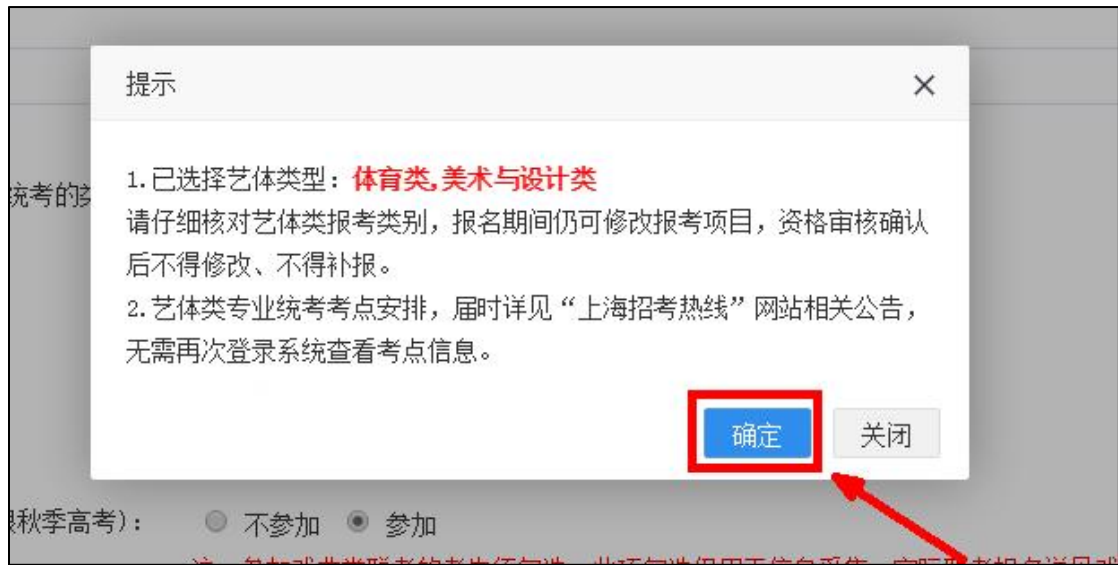 提示
统考的
1.已选择艺体类型：体育类,美术与设计类
请仔细核对艺体类报考类别，报名期间仍可修改报考项目，资格审核确认
后不得修改、不得补报。
2.艺体类专业统考考点安排，届时详见“上海招考热线”网站相关公告，
无需再次登录系统查看考点信息。
确定 关闭
秋季高考)： 不参加 参加